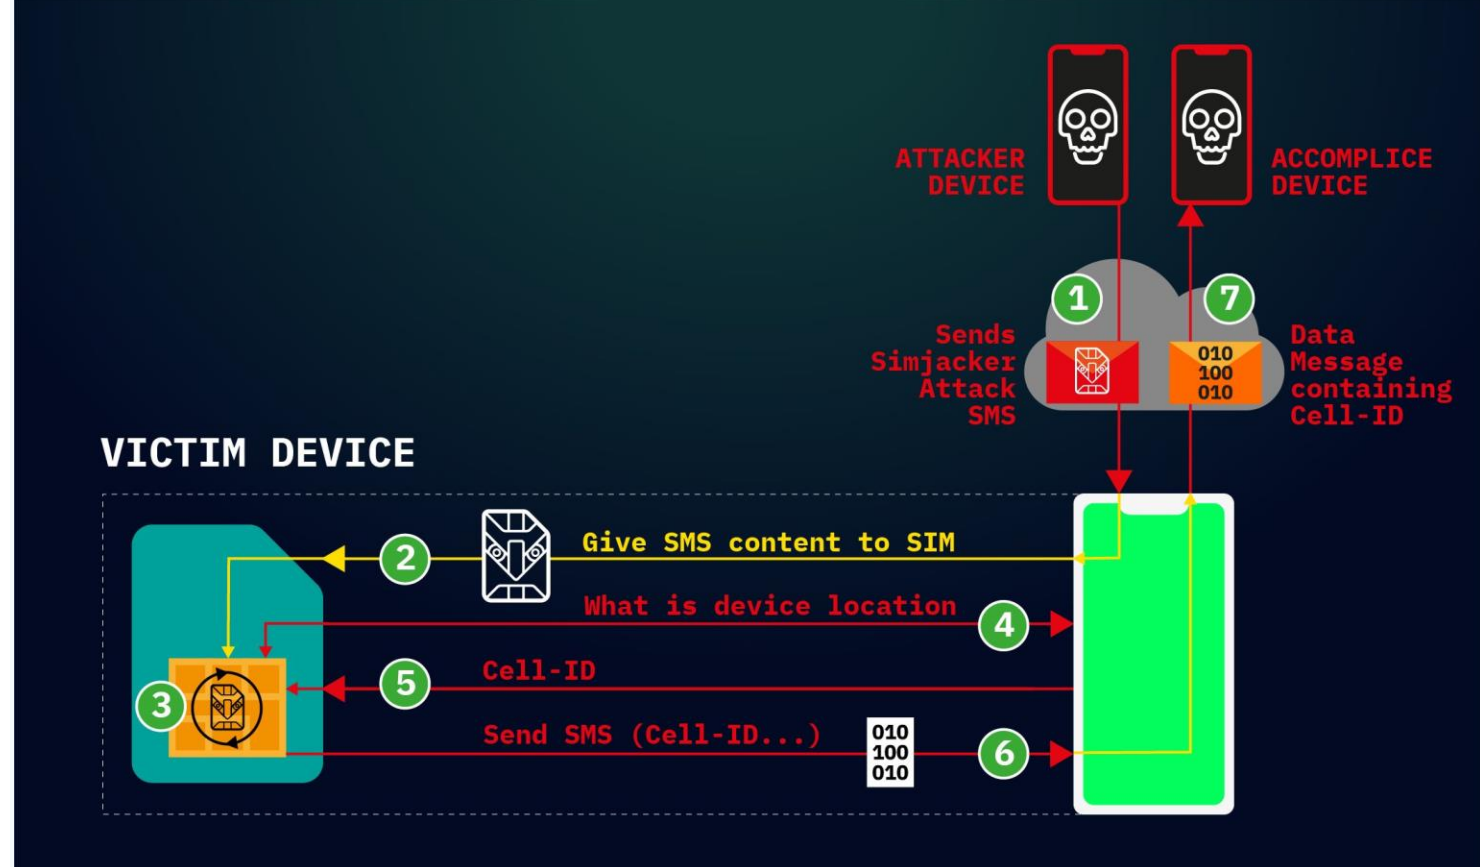 ATTACKER
DEVICE
ACCOMPLICE
DEVICE
1
7
Sends
Simjacker
Attack
SMS
010
100
010
Data
Message
containing
Cell-ID
VICTIM DEVICE
2
Give SMS content to SIM
What is device location
4
Cell-ID
5
3
Send SMS (Cell-ID...)
010
100
010
6